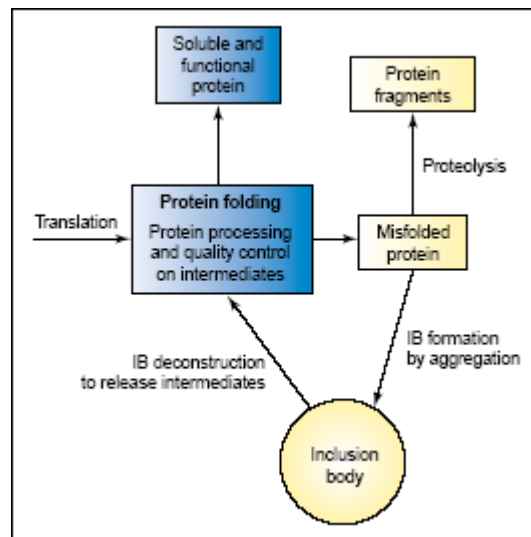 Soluble and
functional
protein
Protein
fragments
Proteolysis
Translation
Protein folding
Protein processing
and quality control
on intermediates
Misfolded
protein
IB deconstruction
to release intermediates
IB formation
by aggregation
Inclusion
body